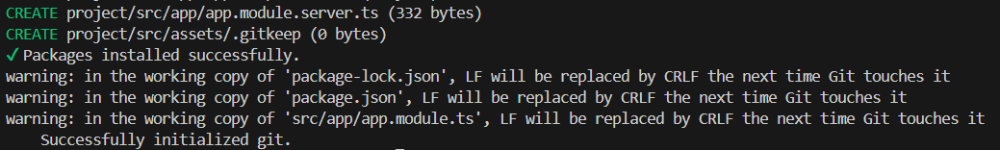 CREATE project/src/app/app.module.server.ts (332 bytes)
CREATE project/src/assets/.gitkeep (0 bytes)
✓ Packages installed successfully.
warning: in the working copy of 'package-lock.json', LF will be replaced by CRLF the next time Git touches it
warning: in the working copy of 'package.json', LF will be replaced by CRLF the next time Git touches it
warning: in the working copy of 'src/app/app.module.ts', LF will be replaced by CRLF the next time Git touches it
Successfully initialized git.